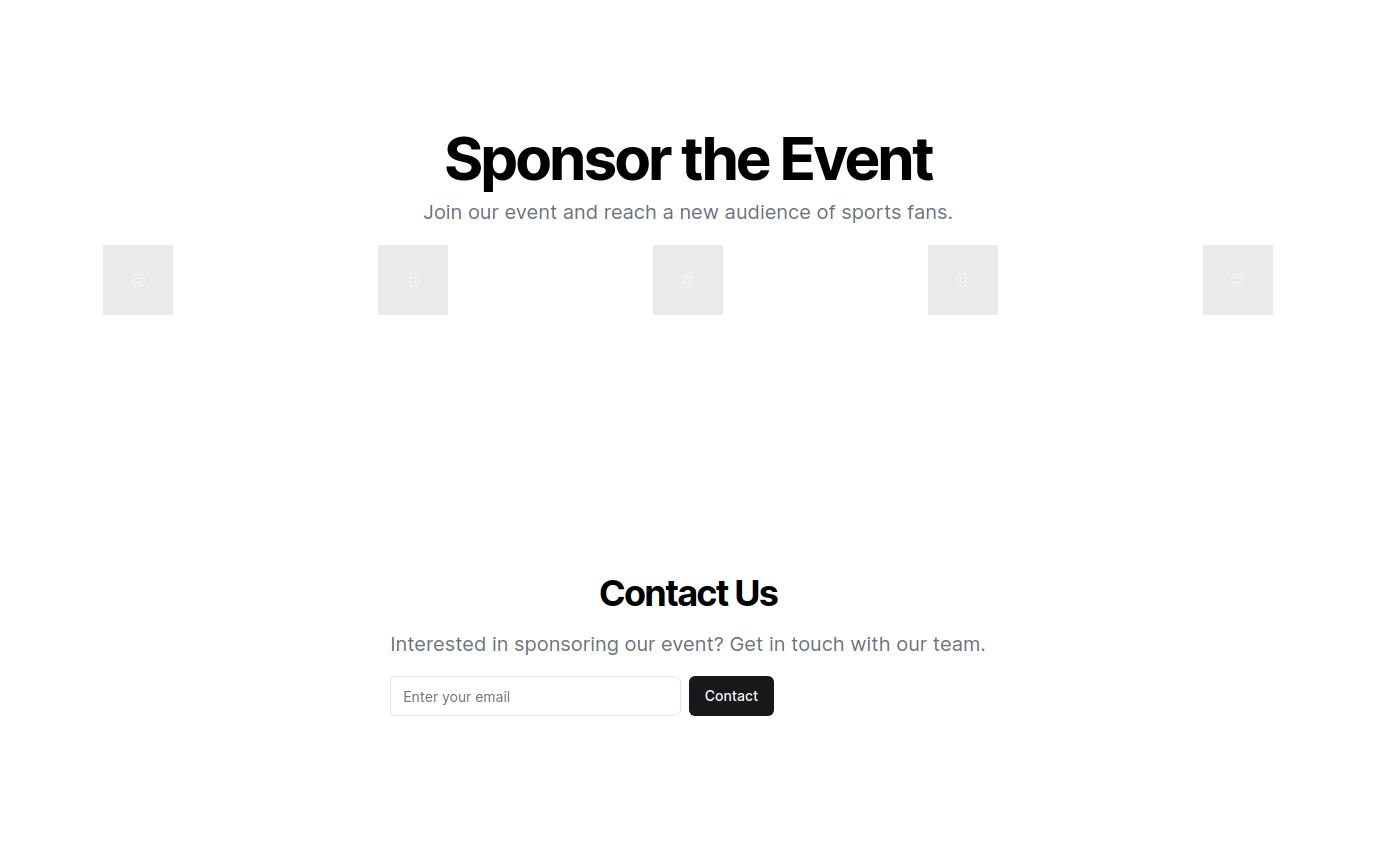 Sponsor the Event
Join our event and reach a new audience of sports fans.
Contact Us
Interested in sponsoring our event? Get in touch with our team.
Enter your email
Contact